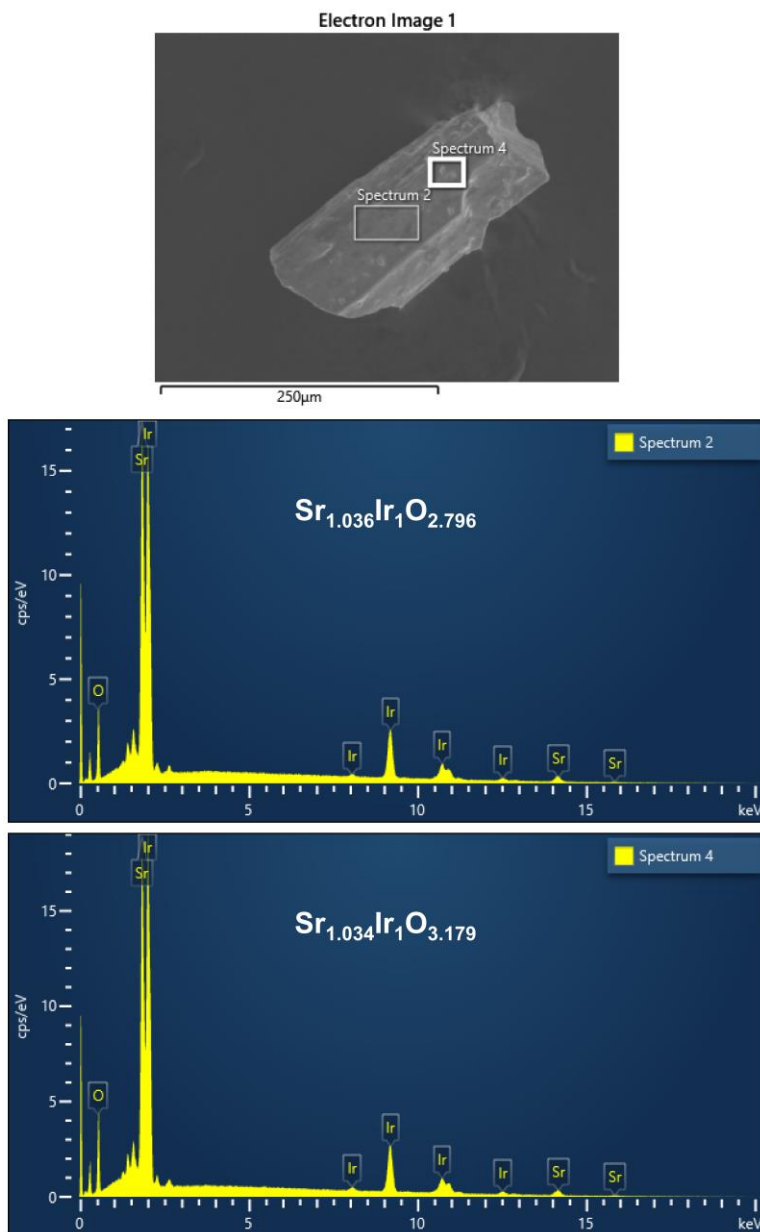 Electron Image 1
Spectrum 4
Spectrum 2
250µm
Spectrum 2
Ir
Sr
15
Sr₁.₀₃₆Ir₁O₂.₇₉₆
10
cps/eV
5
O
Ir
Ir
Ir
Ir
Sr
Sr
0
0 5 10 15 keV
Spectrum 4
Ir
Sr
15
Sr₁.₀₃₄Ir₁O₃.₁₇₉
10
cps/eV
5
O
Ir
Ir
Ir
Ir
Sr
Sr
0
0 5 10 15 keV